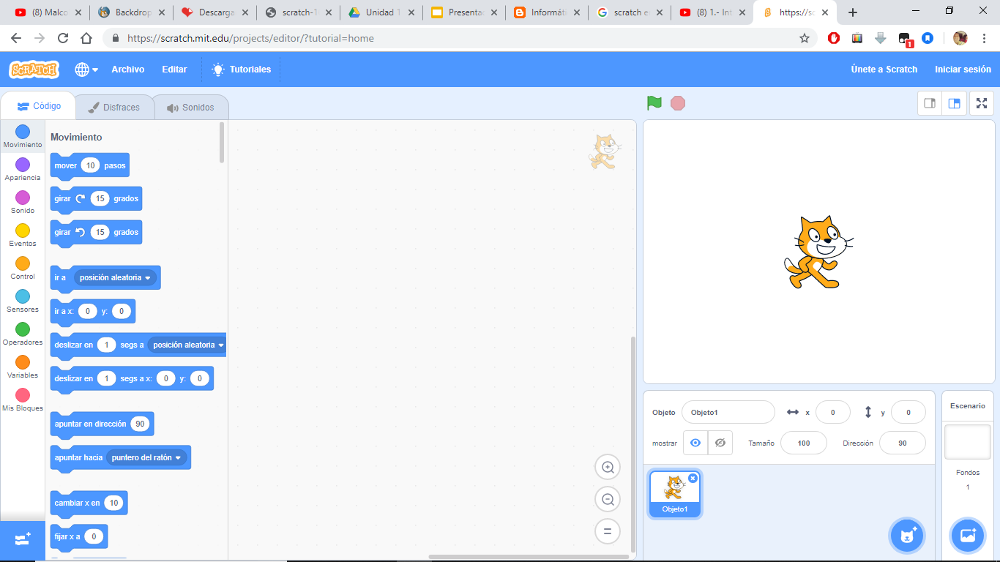 (8) Malco
Backdrop
Descarga
scratch-1
Unidad 1
Presentac
Informáti
scratch e
(8) 1.- Int
https://sc
https://scratch.mit.edu/projects/editor/?tutorial=home
1
SCRATCH
Archivo
Editar
Tutoriales
Únete a Scratch
Iniciar sesión
Código
Disfraces
Sonidos
Movimiento
Apariencia
Sonido
Eventos
Control
Sensores
Operadores
Variables
Mis Bloques
Movimiento
mover 10 pasos
girar 15 grados
girar 15 grados
ir a posición aleatoria
ir a x: 0 y: 0
deslizar en 1 segs a posición aleatoria
deslizar en 1 segs a x: 0 y: 0
apuntar en dirección 90
apuntar hacia puntero del ratón
cambiar x en 10
fijar x a 0
Objeto Objeto1 x 0 y 0
mostrar Tamaño 100 Dirección 90
Objeto1
Escenario
Fondos
1